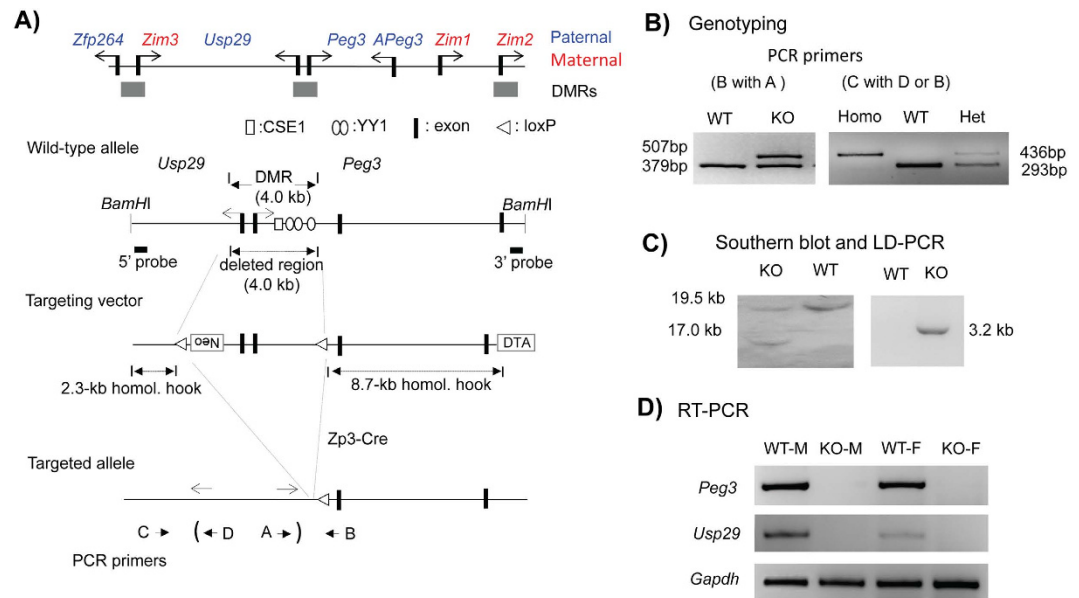 A)
Zfp264 Zim3 Usp29 Peg3 APeg3 Zim1 Zim2 Paternal
Maternal
DMRs
:CSE1 :YY1 : exon : loxP
Wild-type allele
Usp29 Peg3
DMR
(4.0 kb)
BamHI BamHI
5' probe 3' probe
deleted region
(4.0 kb)
Targeting vector
Neo DTA
2.3-kb homol. hook 8.7-kb homol. hook
Zp3-Cre
Targeted allele
C ( D A ) B
PCR primers
B) Genotyping
PCR primers
(B with A ) (C with D or B)
WT KO Homo WT Het
507bp 436bp
379bp 293bp
C) Southern blot and LD-PCR
KO WT WT KO
19.5 kb
17.0 kb 3.2 kb
D) RT-PCR
WT-M KO-M WT-F KO-F
Peg3
Usp29
Gapdh